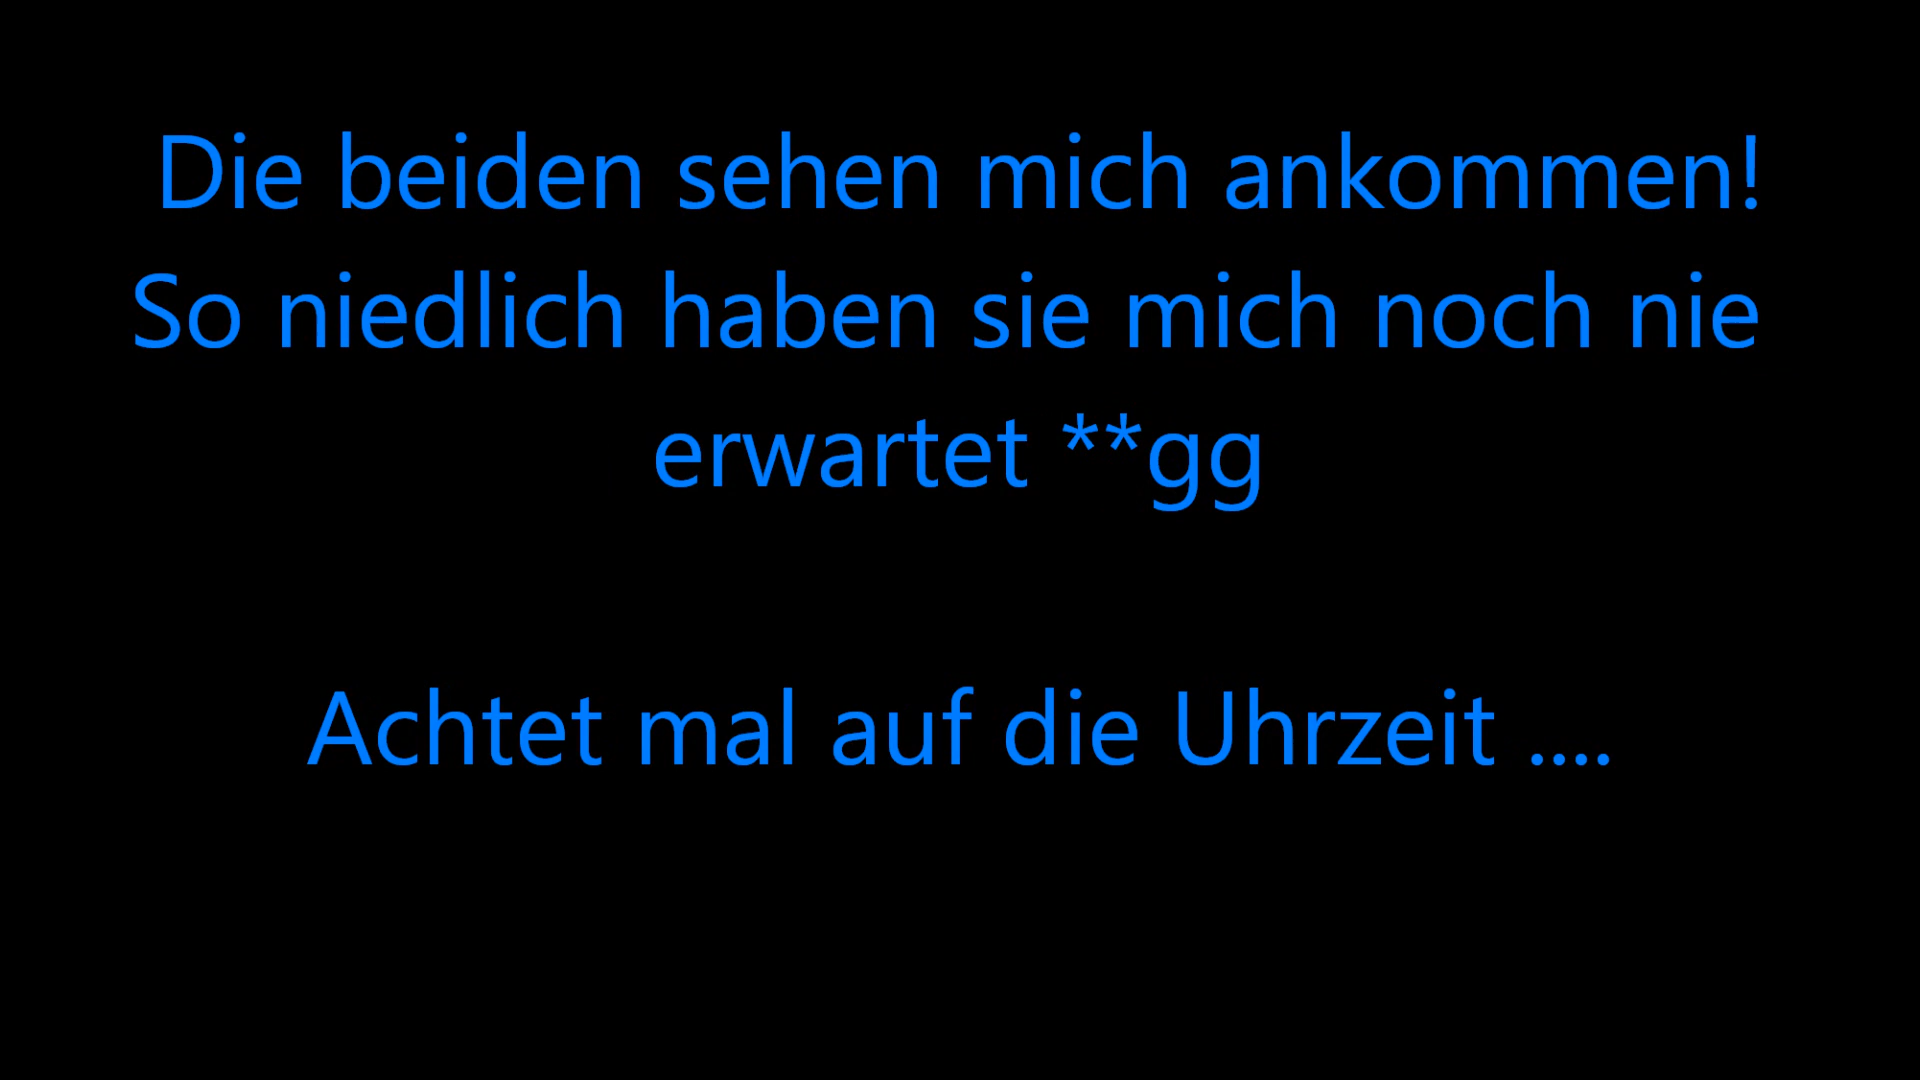 Die beiden sehen mich ankommen!
So niedlich haben sie mich noch nie
erwartet **gg
Achtet mal auf die Uhrzeit ....